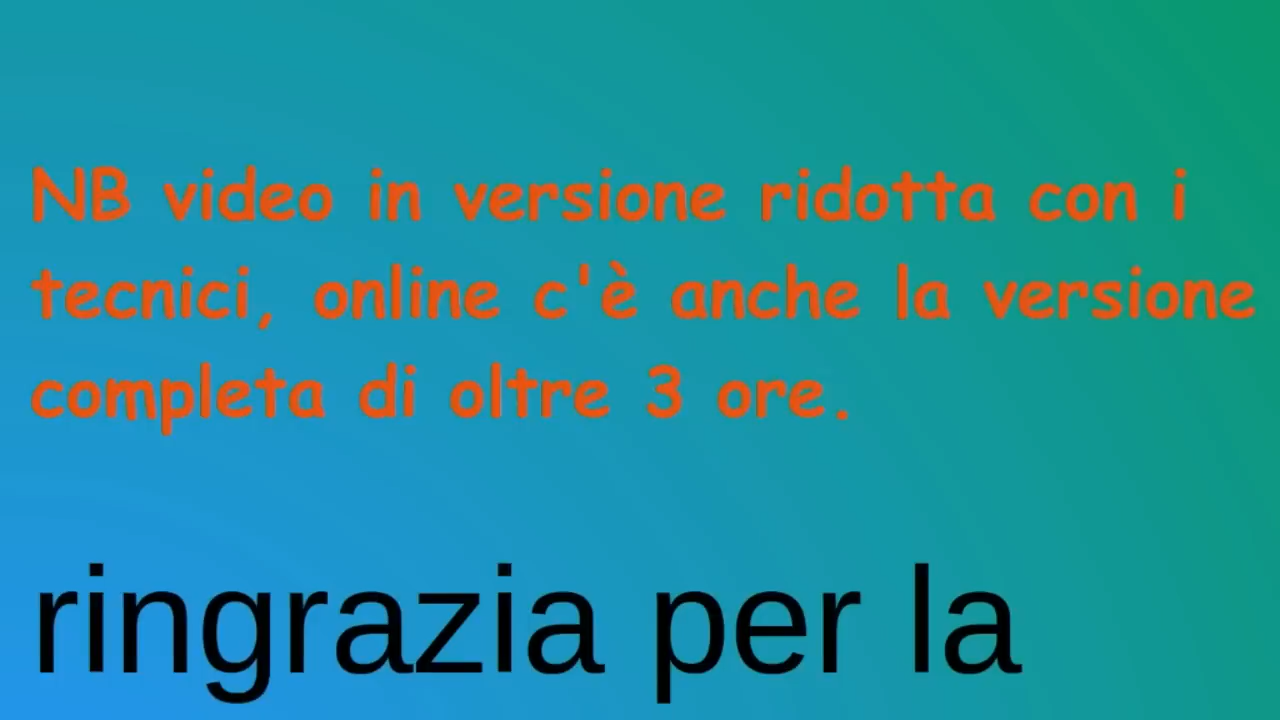 NB video in versione ridotta con i
tecnici, online c'è anche la versione
completa di oltre 3 ore.
ringrazia per la